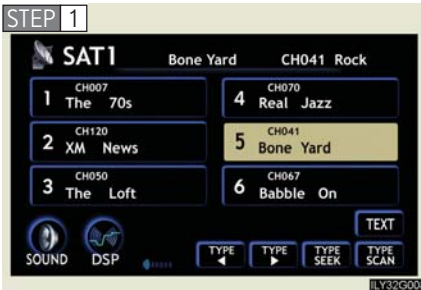 STEP 1
SAT1 Bone Yard CH041 Rock
CH007
1 The 70s
CH070
4 Real Jazz
CH120
2 XM News
CH041
5 Bone Yard
CH050
3 The Loft
CH067
6 Babble On
TEXT
SOUND
DSP
TYPE
TYPE
TYPE
SEEK
TYPE
SCAN